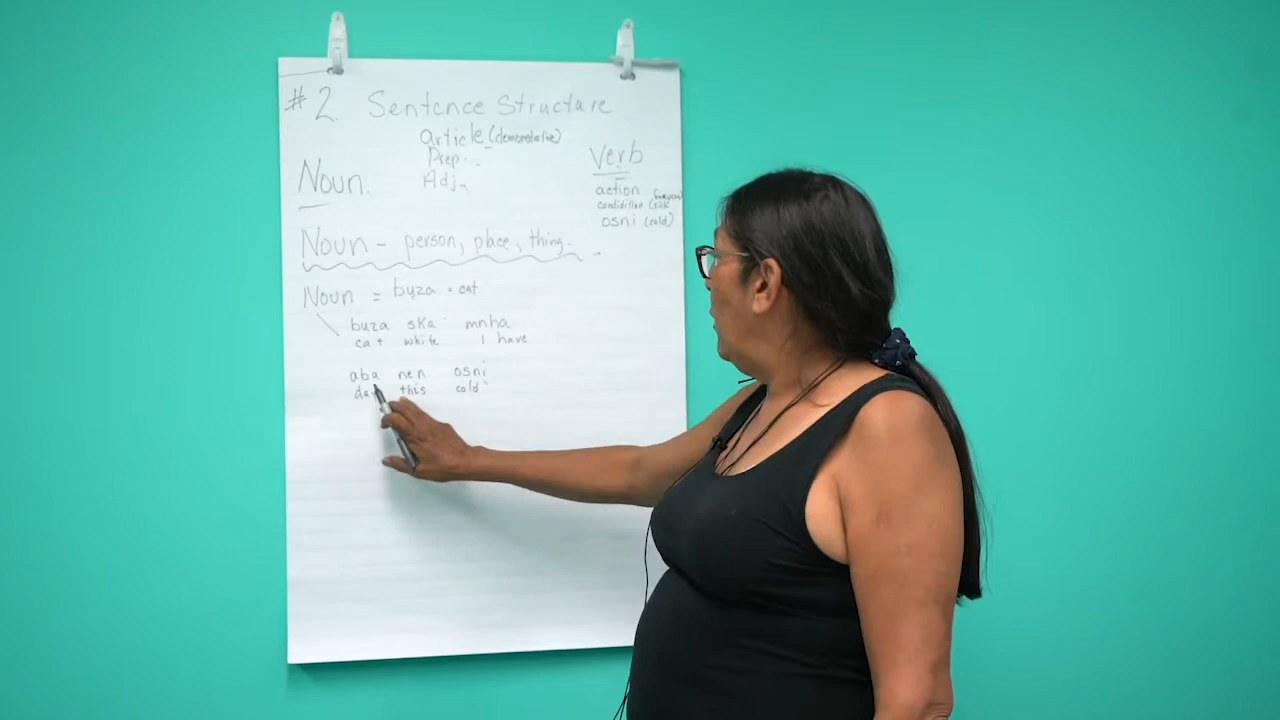 # 2. Sentence Structure
article (demonstrative)
Prep.
Adj.
Noun.
Verb
action
condidition (sick
osni (cold)
Noun - person, place, thing.
Noun = buza = cat
buza ska mnha
cat white I have
aba nen osni
this cold